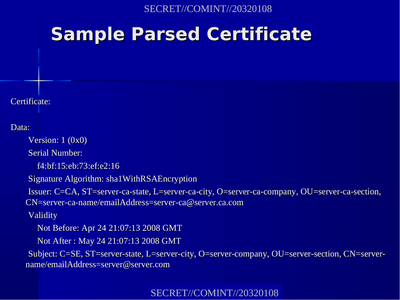 SECRET//COMINT//20320108
Sample Parsed Certificate
Certificate:
Data:
Version: 1 (0x0)
Serial Number:
f4:bf:15:eb:73:ef:e2:16
Signature Algorithm: sha1WithRSAEncryption
Issuer: C=CA, ST=server-ca-state, L=server-ca-city, O=server-ca-company, OU=server-ca-section,
CN=server-ca-name/emailAddress=server-ca@server.ca.com
Validity
Not Before: Apr 24 21:07:13 2008 GMT
Not After : May 24 21:07:13 2008 GMT
Subject: C=SE, ST=server-state, L=server-city, O=server-company, OU=server-section, CN=server-
name/emailAddress=server@server.com
SECRET//COMINT//20320108